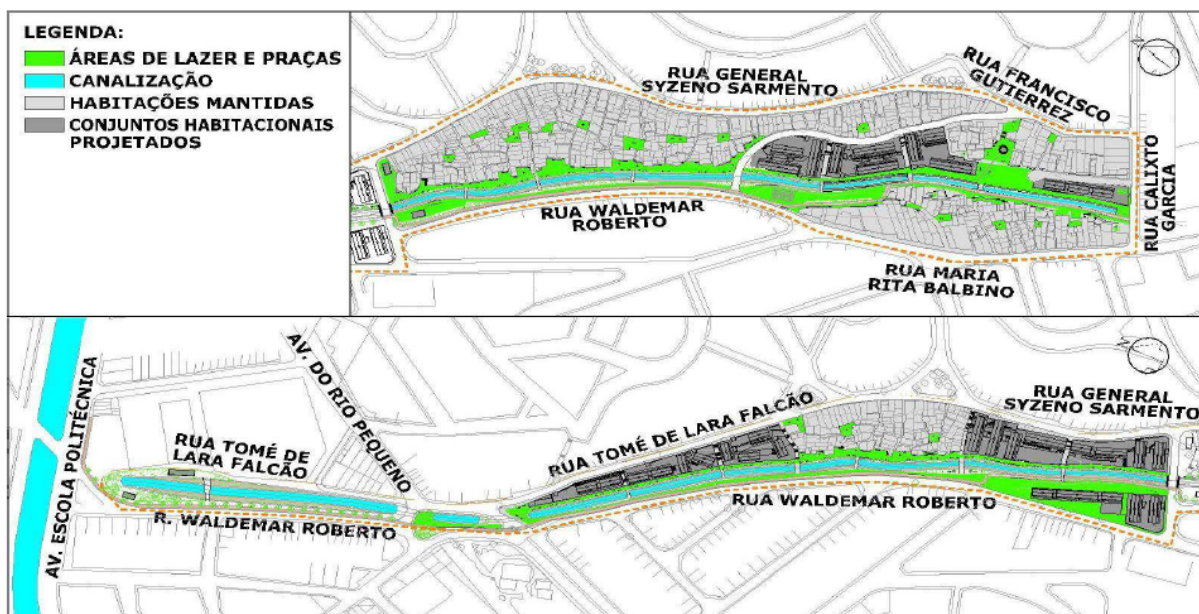 LEGENDA:
ÁREAS DE LAZER E PRAÇAS
CANALIZAÇÃO
HABITAÇÕES MANTIDAS
CONJUNTOS HABITACIONAIS
PROJETADOS
RUA GENERAL
SYZENO SARMENTO
RUA FRANCISCO
GUTIERREZ
RUA CALIXTO
GARCIA
RUA WALDEMAR
ROBERTO
RUA MARIA
RITA BALBINO
AV. ESCOLA POLITÉCNICA
AV. DO RIO PEQUENO
RUA TOMÉ DE
LARA FALCÃO
R. WALDEMAR ROBERTO
RUA TOMÉ DE LARA FALCÃO
RUA GENERAL
SYZENO SARMENTO
RUA WALDEMAR ROBERTO